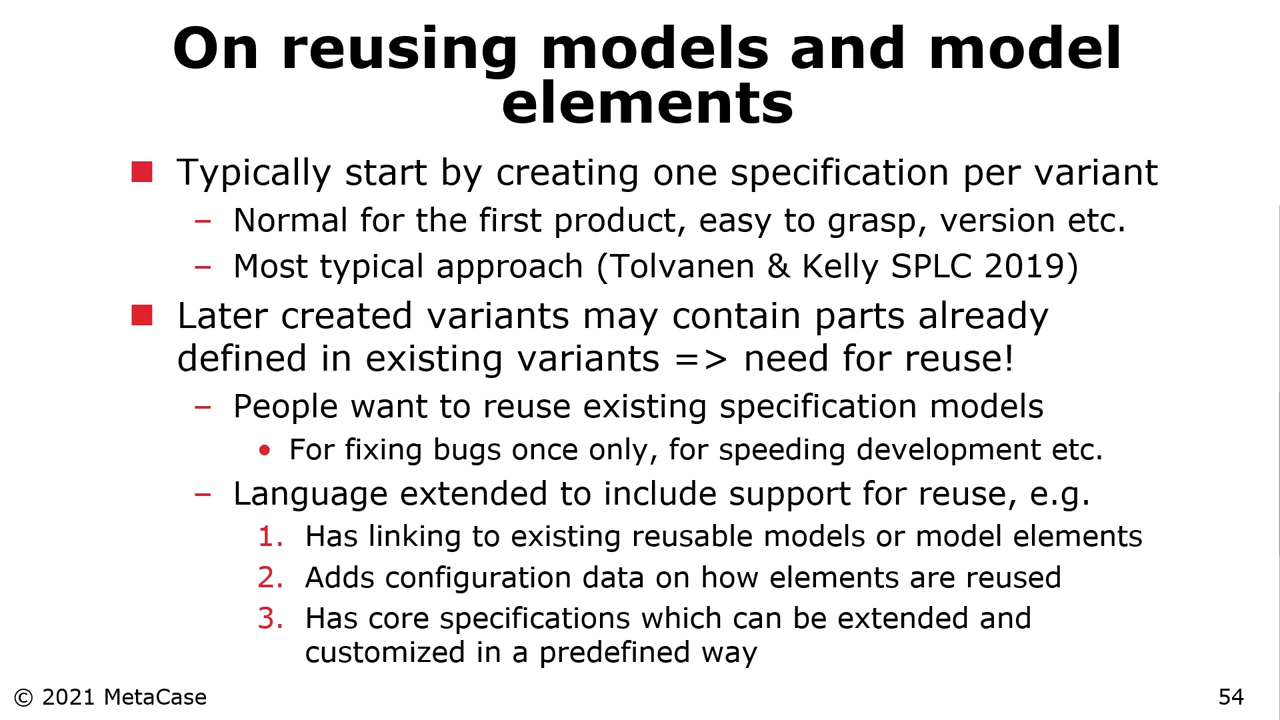 On reusing models and model
elements
■ Typically start by creating one specification per variant
– Normal for the first product, easy to grasp, version etc.
– Most typical approach (Tolvanen & Kelly SPLC 2019)
■ Later created variants may contain parts already
defined in existing variants => need for reuse!
– People want to reuse existing specification models
• For fixing bugs once only, for speeding development etc.
– Language extended to include support for reuse, e.g.
1. Has linking to existing reusable models or model elements
2. Adds configuration data on how elements are reused
3. Has core specifications which can be extended and
customized in a predefined way
© 2021 MetaCase
54